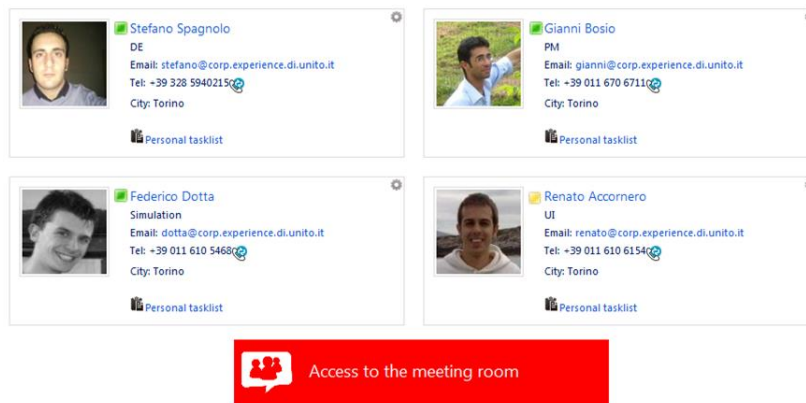 Stefano Spagnolo
DE
Email: stefano@corp.experience.di.unito.it
Tel: +39 328 5940215
City: Torino
Personal tasklist
Gianni Bosio
PM
Email: gianni@corp.experience.di.unito.it
Tel: +39 011 670 6711
City: Torino
Personal tasklist
Federico Dotta
Simulation
Email: dotta@corp.experience.di.unito.it
Tel: +39 011 610 5468
City: Torino
Personal tasklist
Renato Accornero
UI
Email: renato@corp.experience.di.unito.it
Tel: +39 011 610 6154
City: Torino
Personal tasklist
Access to the meeting room